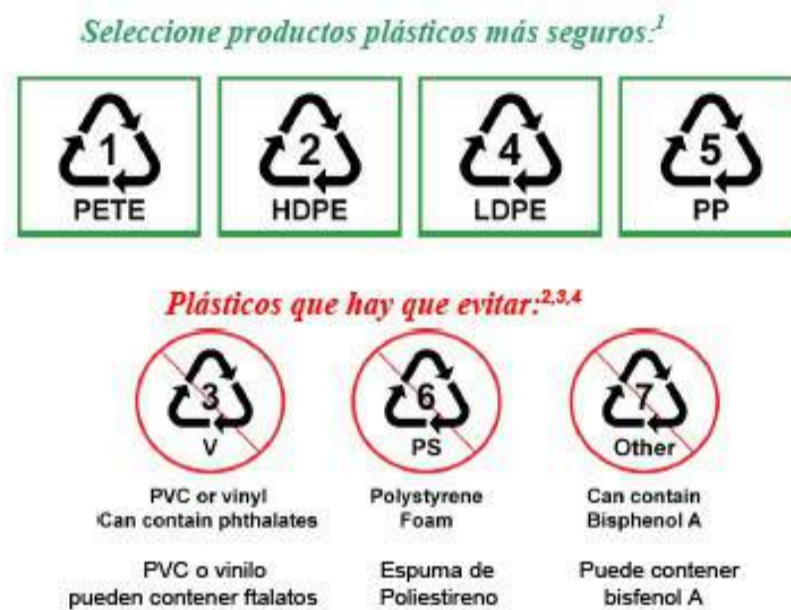 Seleccione productos plásticos más seguros:1
1 2 4 5
PETE HDPE LDPE PP
Plásticos que hay que evitar:2,3,4
3 6 7
V PS Other
PVC or vinyl Polystyrene Can contain
Can contain phthalates Foam Bisphenol A
PVC o vinilo Espuma de Puede contener
pueden contener ftalatos Poliestireno bisfenol A